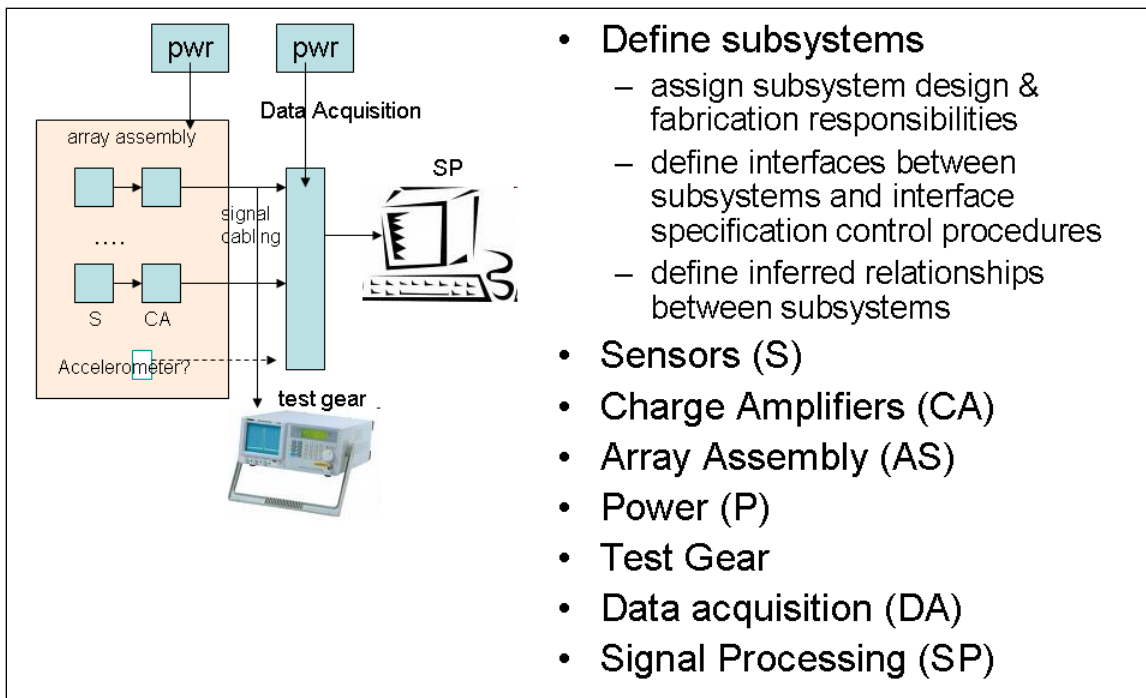 pwr
pwr
Data Acquisition
array assembly
SP
signal
cabling
....
S
CA
Accelerometer?
test gear
• Define subsystems
– assign subsystem design &
fabrication responsibilities
– define interfaces between
subsystems and interface
specification control procedures
– define inferred relationships
between subsystems
• Sensors (S)
• Charge Amplifiers (CA)
• Array Assembly (AS)
• Power (P)
• Test Gear
• Data acquisition (DA)
• Signal Processing (SP)